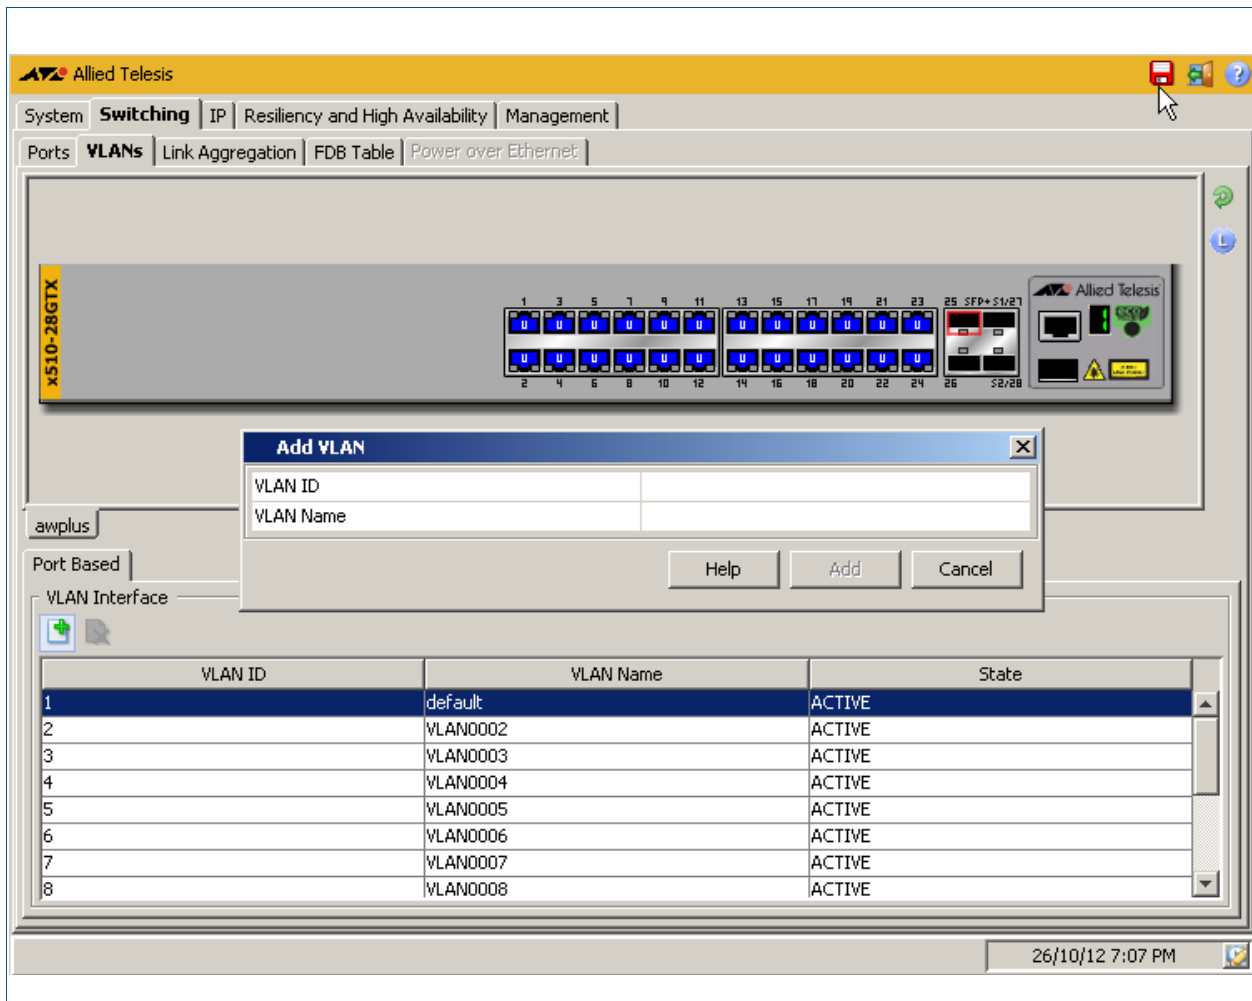 Allied Telesis
System Switching IP Resiliency and High Availability Management
Ports VLANs Link Aggregation FDB Table Power over Ethernet
L
x510-28GTX
1 3 5 7 9 11 13 15 17 19 21 23 25 SFP+ S1/27
Allied Telesis
U U U U U U U U U U U U
U U U U U U U U U U U U
2 4 6 8 10 12 14 16 18 20 22 24 26 S2/28
Add VLAN
VLAN ID
VLAN Name
awplus
Help Add Cancel
Port Based
VLAN Interface
VLAN ID VLAN Name State
1 default ACTIVE
2 VLAN0002 ACTIVE
3 VLAN0003 ACTIVE
4 VLAN0004 ACTIVE
5 VLAN0005 ACTIVE
6 VLAN0006 ACTIVE
7 VLAN0007 ACTIVE
8 VLAN0008 ACTIVE
26/10/12 7:07 PM